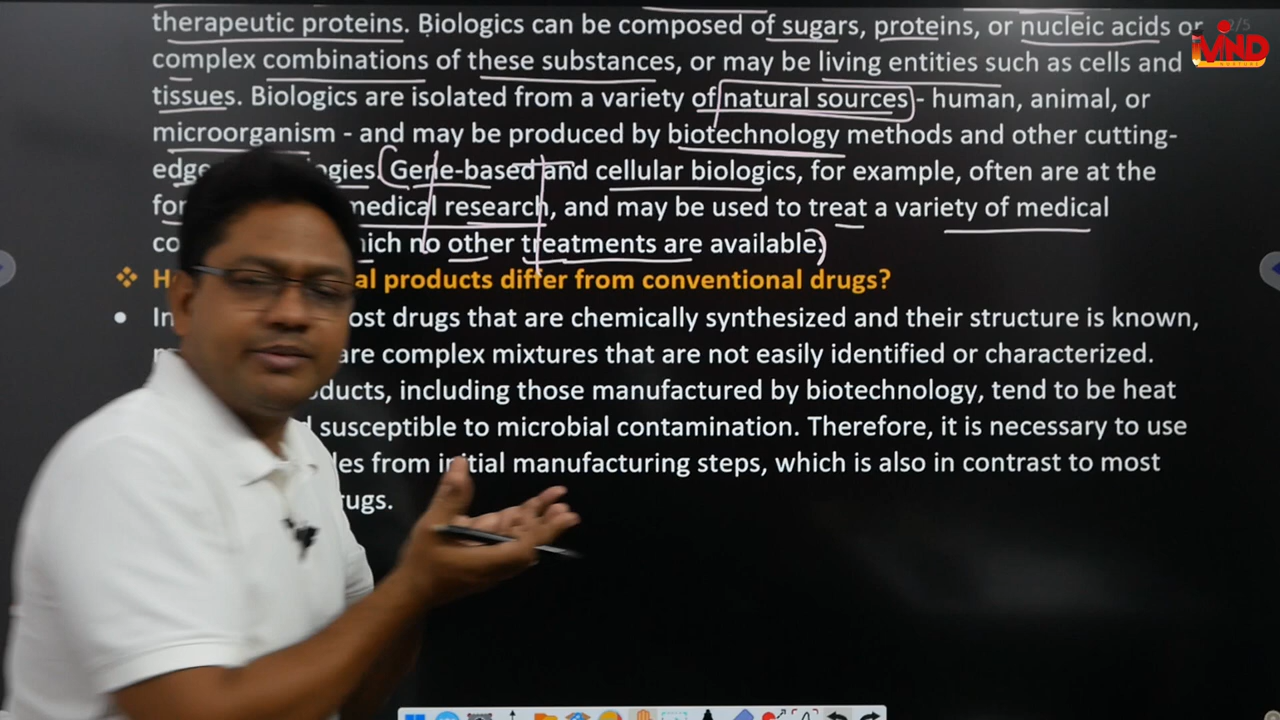 therapeutic proteins. Biologics can be composed of sugars, proteins, or nucleic acids or
complex combinations of these substances, or may be living entities such as cells and
tissues. Biologics are isolated from a variety of natural sources - human, animal, or
microorganism - and may be produced by biotechnology methods and other cutting-
edge ogies. Gene-based and cellular biologics, for example, often are at the
for medical research, and may be used to treat a variety of medical
co hich no other treatments are available.
H al products differ from conventional drugs?
In ost drugs that are chemically synthesized and their structure is known,
are complex mixtures that are not easily identified or characterized.
ducts, including those manufactured by biotechnology, tend to be heat
susceptible to microbial contamination. Therefore, it is necessary to use
les from initial manufacturing steps, which is also in contrast to most
rugs.
2/5
MIND